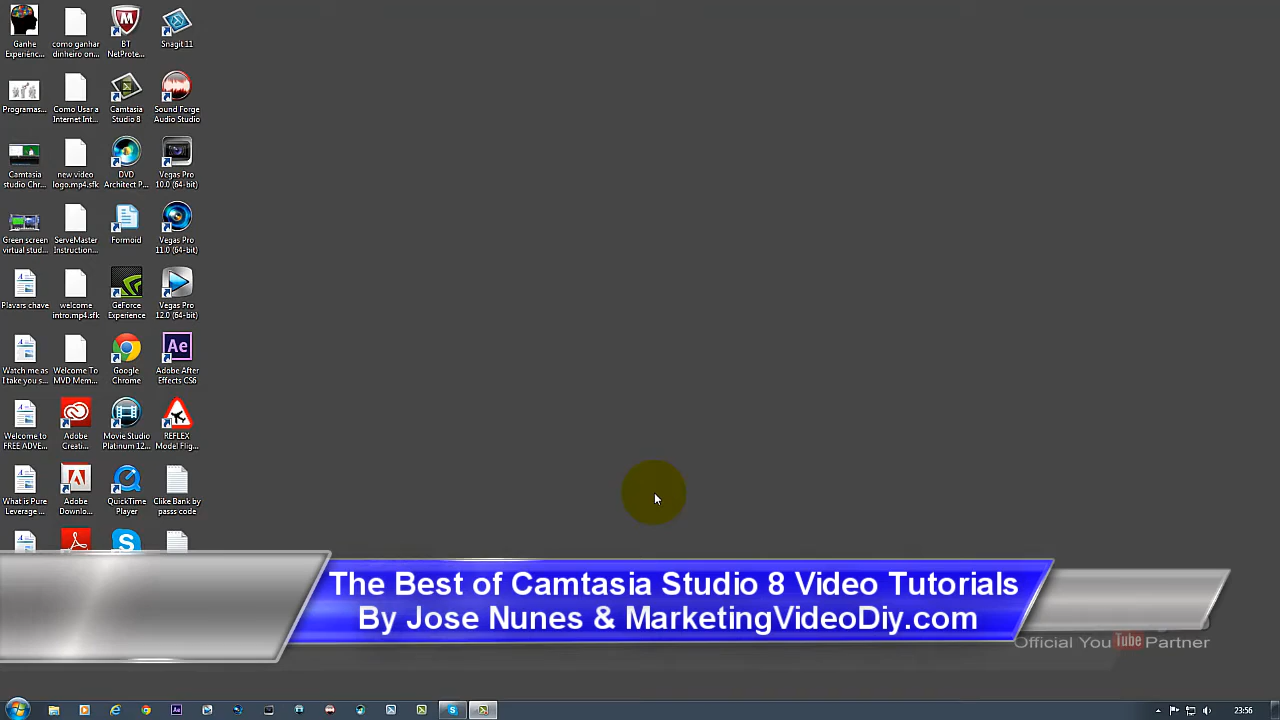 Ganhe
Experiênc...
como ganhar
dinheiro on...
BT
NetProte...
Snagit 11
Programas...
Como Usar a
Internet Int...
Camtasia
Studio 8
Sound Forge
Audio Studio
Camtasia
studio Chr...
new video
logo.mp4.sfk
DVD
Architect P...
Vegas Pro
10.0 (64-bit)
Green screen
virtual stud...
ServeMaster
Instruction...
Formoid
Vegas Pro
11.0 (64-bit)
Plavars chave
welcome
intro.mp4.sfk
GeForce
Experience
Vegas Pro
12.0 (64-bit)
Watch me as
I take you s...
Welcome To
MVD Mem...
Google
Chrome
Ae
Adobe After
Effects CS6
Welcome to
FREE ADVE...
Adobe
Creati...
Movie Studio
Platinum 12...
REFLEX
Model Flig...
What is Pure
Leverage ...
Adobe
Downlo...
QuickTime
Player
Clike Bank by
passs code
The Best of Camtasia Studio 8 Video Tutorials
By Jose Nunes & MarketingVideoDiy.com
Official You Tube Partner
23:56